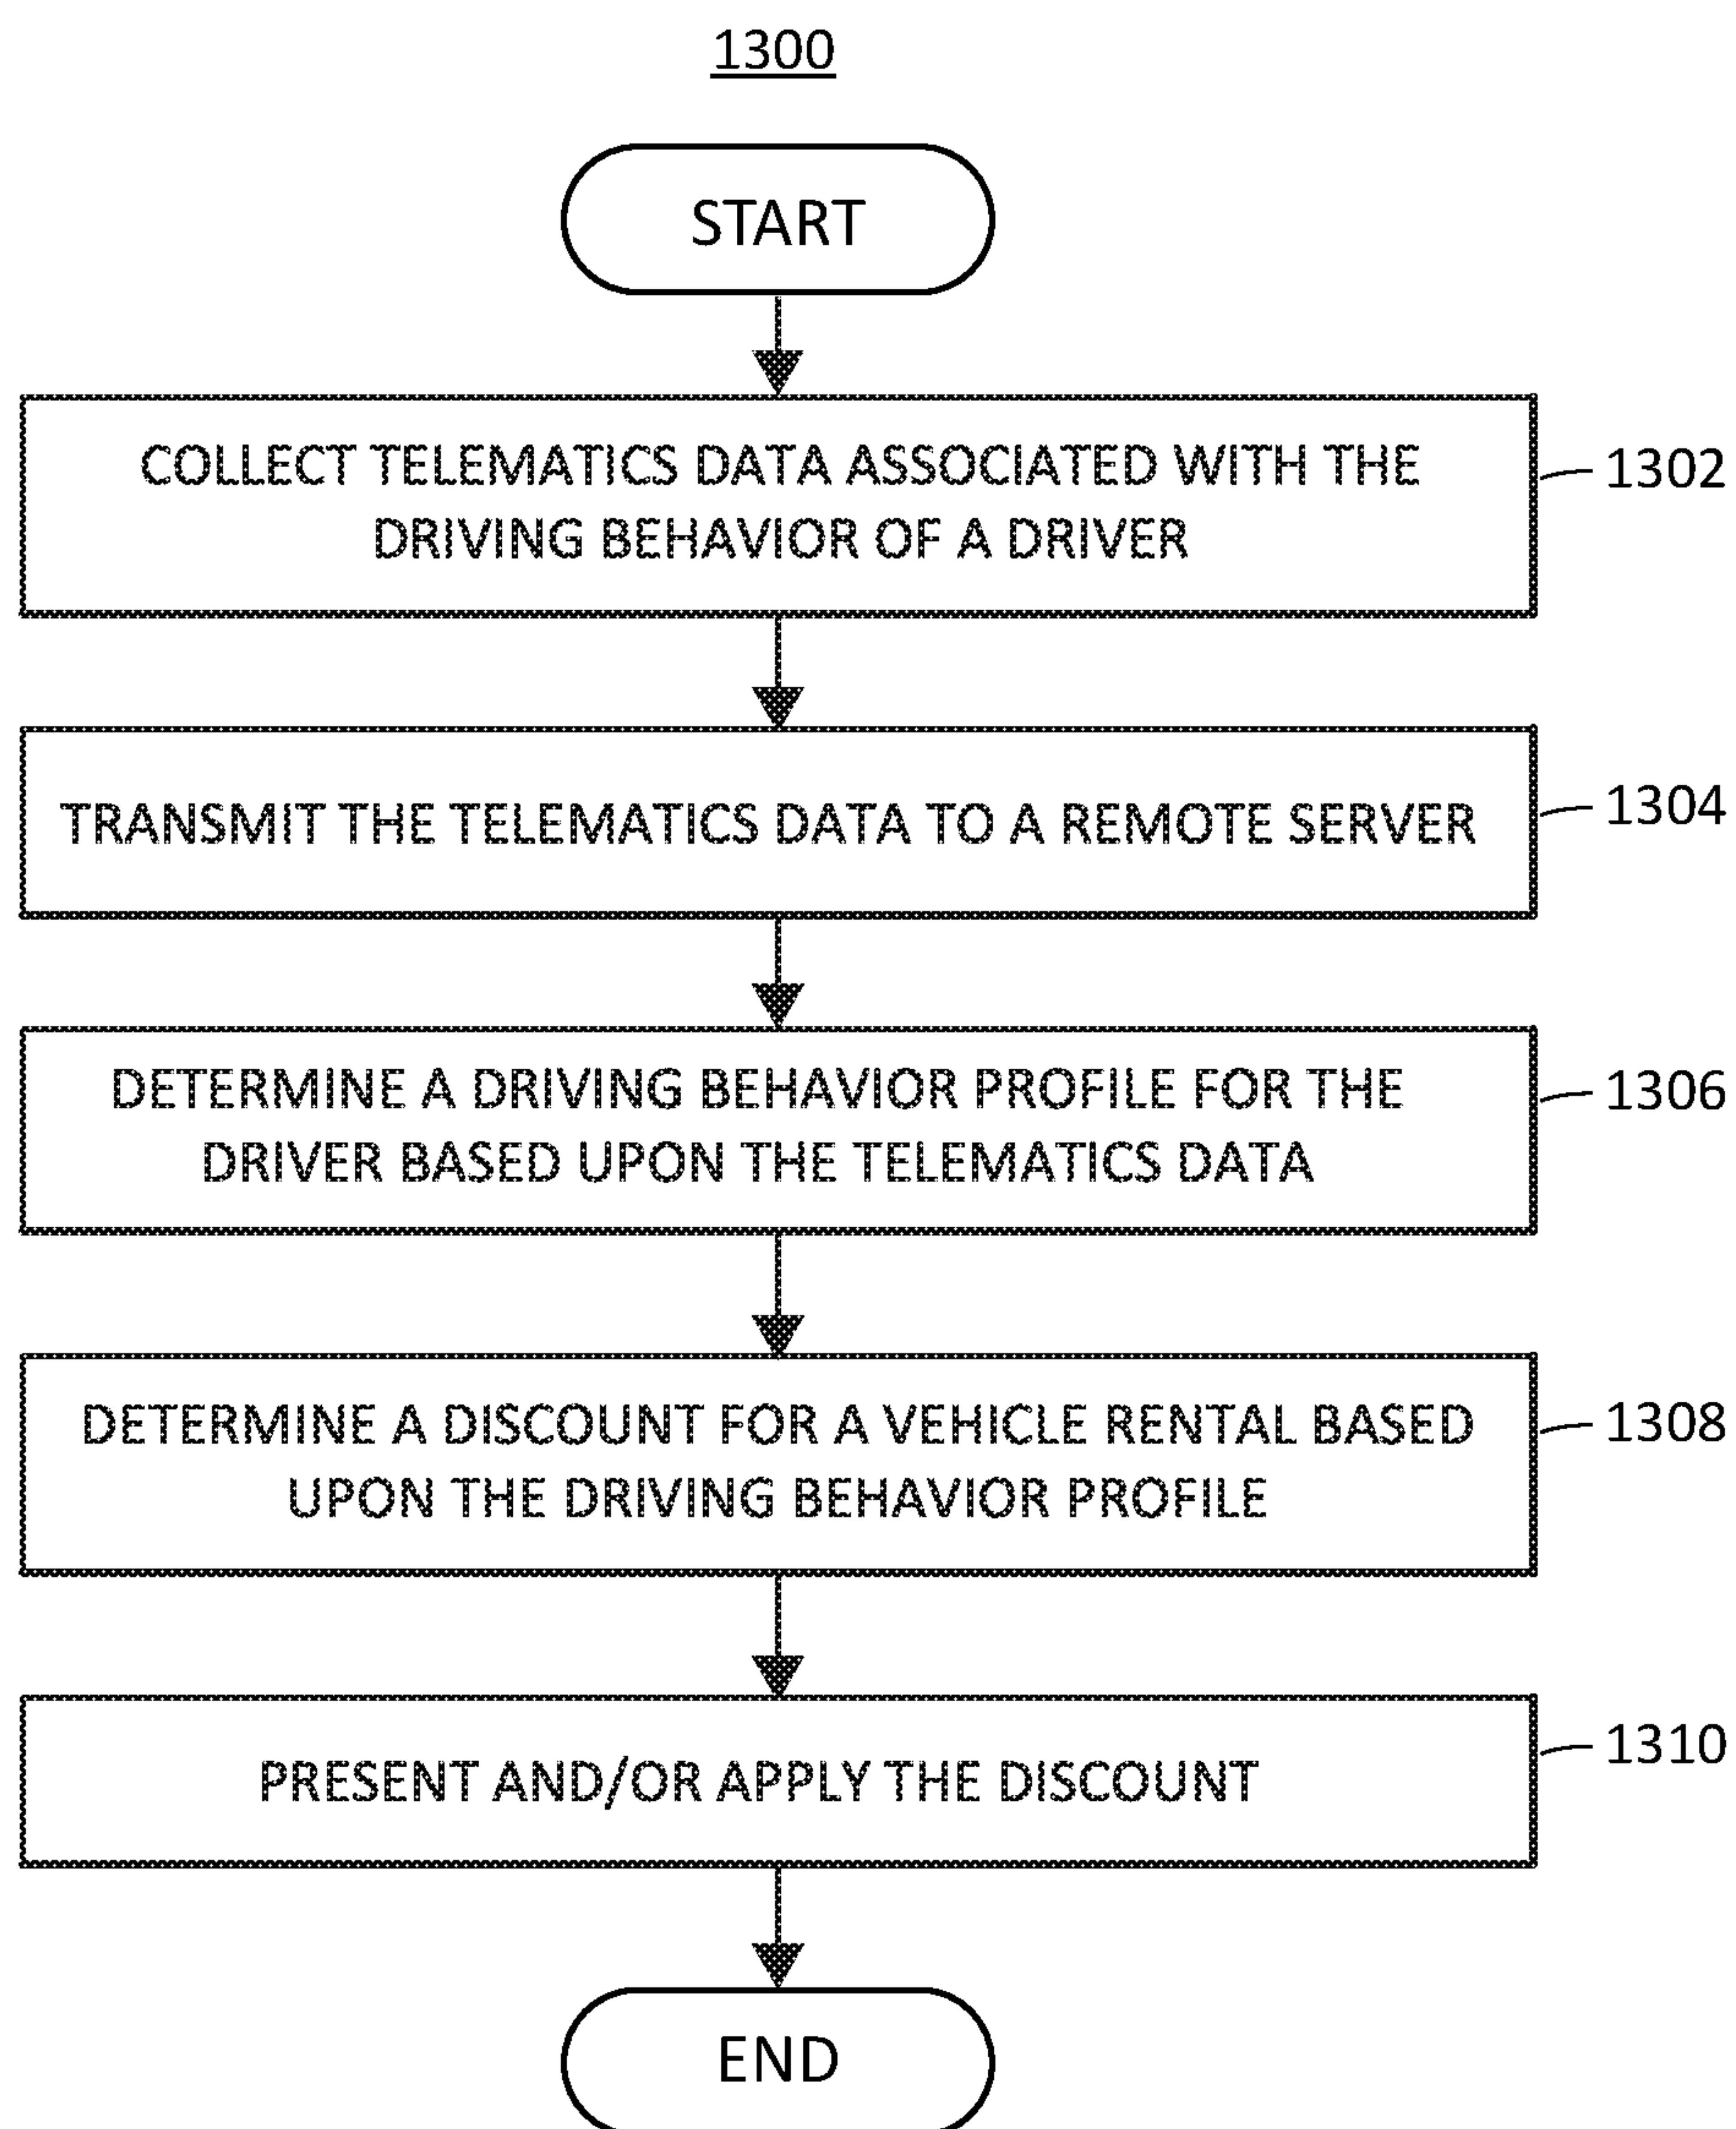 1300
START
COLLECT TELEMATICS DATA ASSOCIATED WITH THE
DRIVING BEHAVIOR OF A DRIVER
1302
TRANSMIT THE TELEMATICS DATA TO A REMOTE SERVER
1304
DETERMINE A DRIVING BEHAVIOR PROFILE FOR THE
DRIVER BASED UPON THE TELEMATICS DATA
1306
DETERMINE A DISCOUNT FOR A VEHICLE RENTAL BASED
UPON THE DRIVING BEHAVIOR PROFILE
1308
PRESENT AND/OR APPLY THE DISCOUNT
1310
END